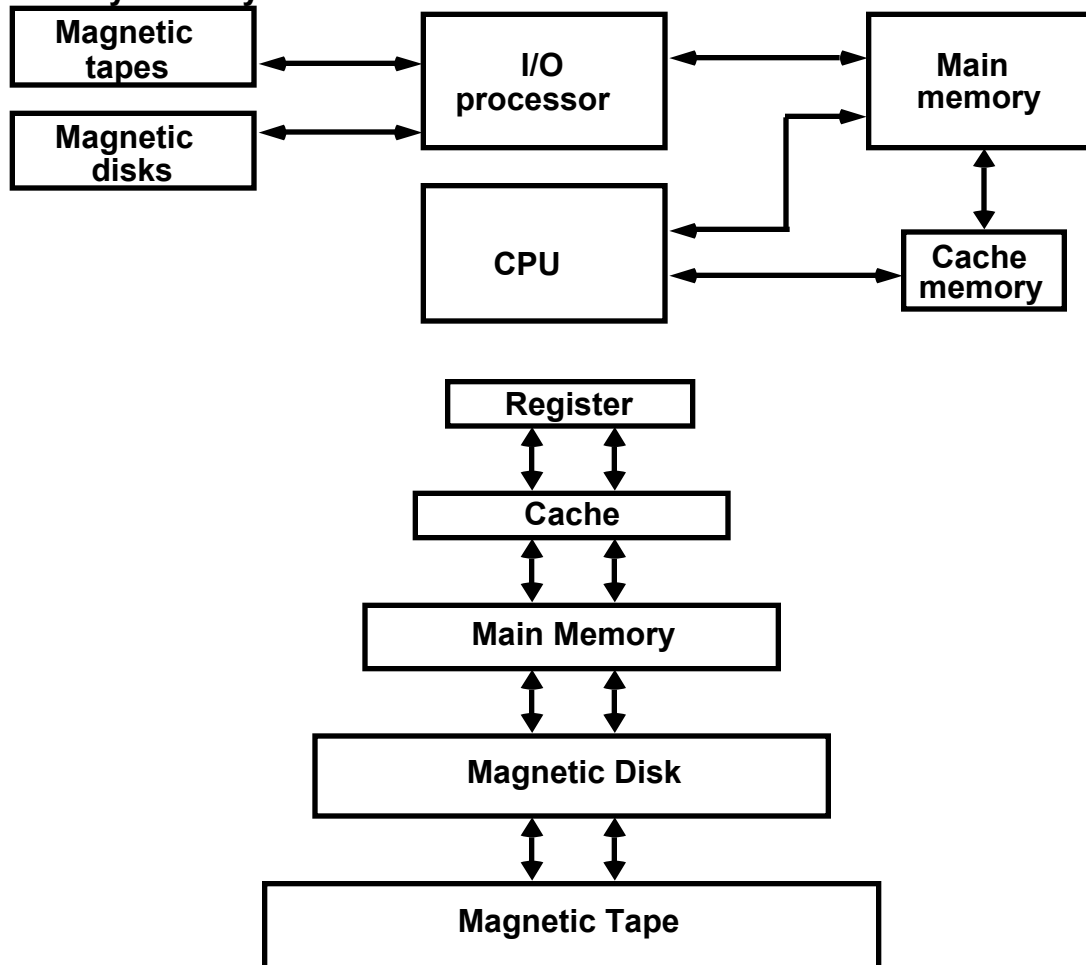 Magnetic
tapes
I/O
processor
Main
memory
Magnetic
disks
CPU
Cache
memory
Register
Cache
Main Memory
Magnetic Disk
Magnetic Tape